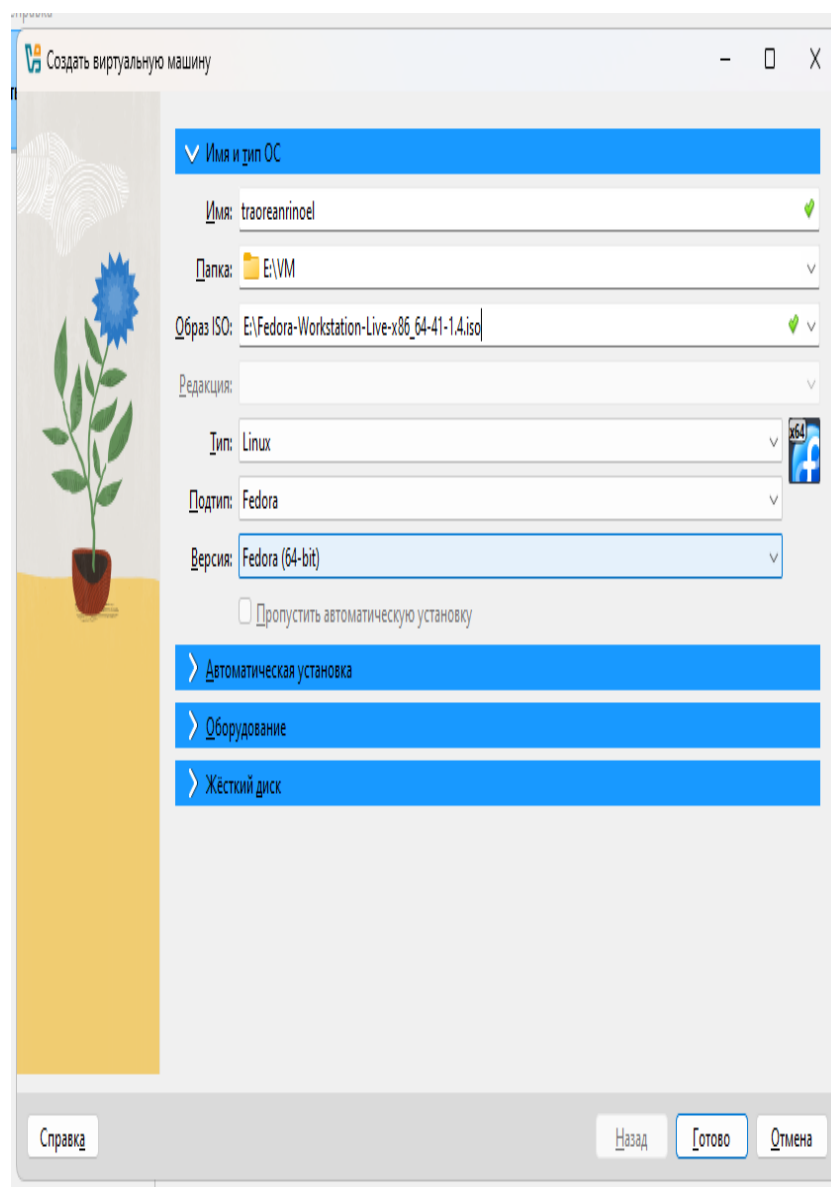 Справка
Создать виртуальную машину
Имя и тип ОС
Имя: traoreanrinoel
Папка: E:\VM
Образ ISO: E:\Fedora-Workstation-Live-x86_64-41-1.4.iso
Редакция:
Тип: Linux
x64
Подтип: Fedora
Версия: Fedora (64-bit)
Пропустить автоматическую установку
Автоматическая установка
Оборудование
Жёсткий диск
Справка
Назад
Готово
Отмена